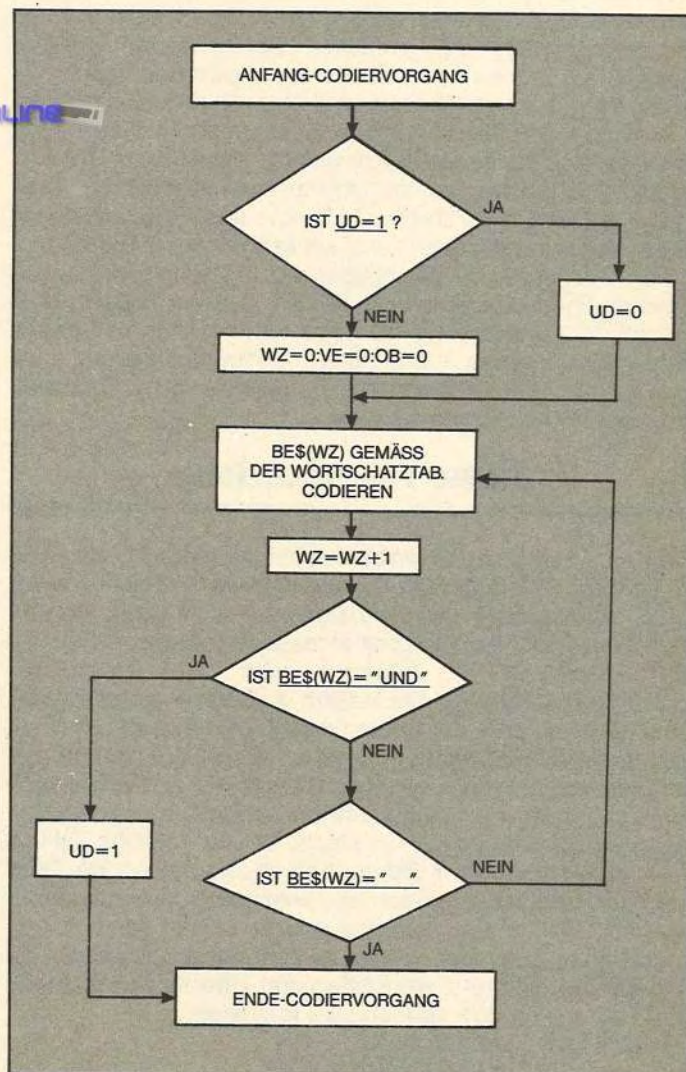 ANFANG-CODIERVORGANG
IST UD=1 ?
JA
UD=0
NEIN
WZ=0:VE=0:OB=0
BE$(WZ) GEMÄSS
DER WORTSCHATZTAB.
CODIEREN
WZ=WZ+1
JA
IST BE$(WZ)="UND"
NEIN
UD=1
IST BE$(WZ)="  "
NEIN
JA
ENDE-CODIERVORGANG